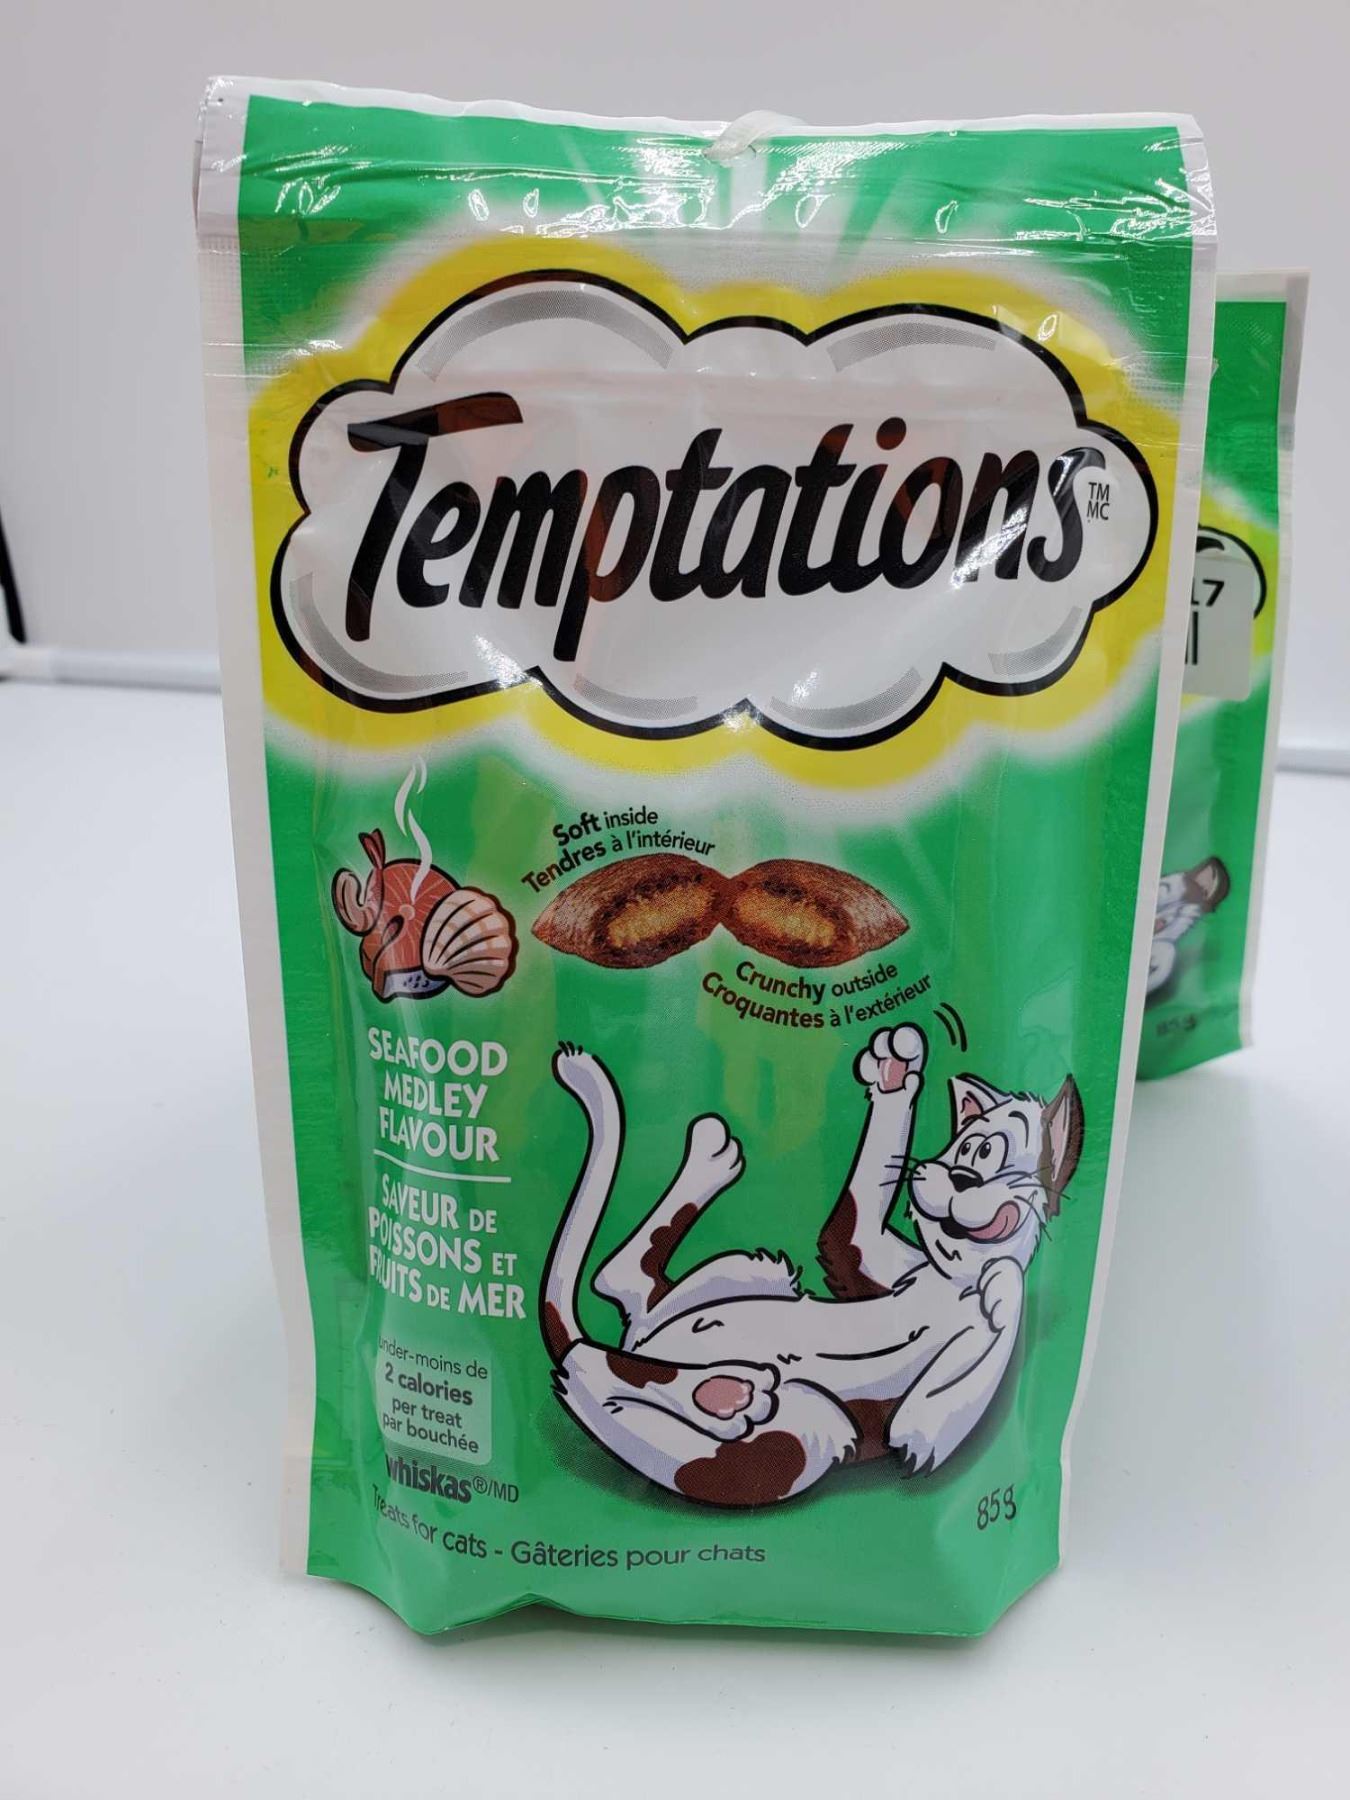 Temptations
TM
MC
Soft inside
Tendres à l'intérieur
Crunchy outside
Croquantes à l'extérieur
SEAFOOD
MEDLEY
FLAVOUR
SAVEUR DE
POISSONS ET
FRUITS DE MER
under-moins de
2 calories
per treat
par bouchée
whiskas®/MD
Treats for cats - Gâteries pour chats
85g
17
85g